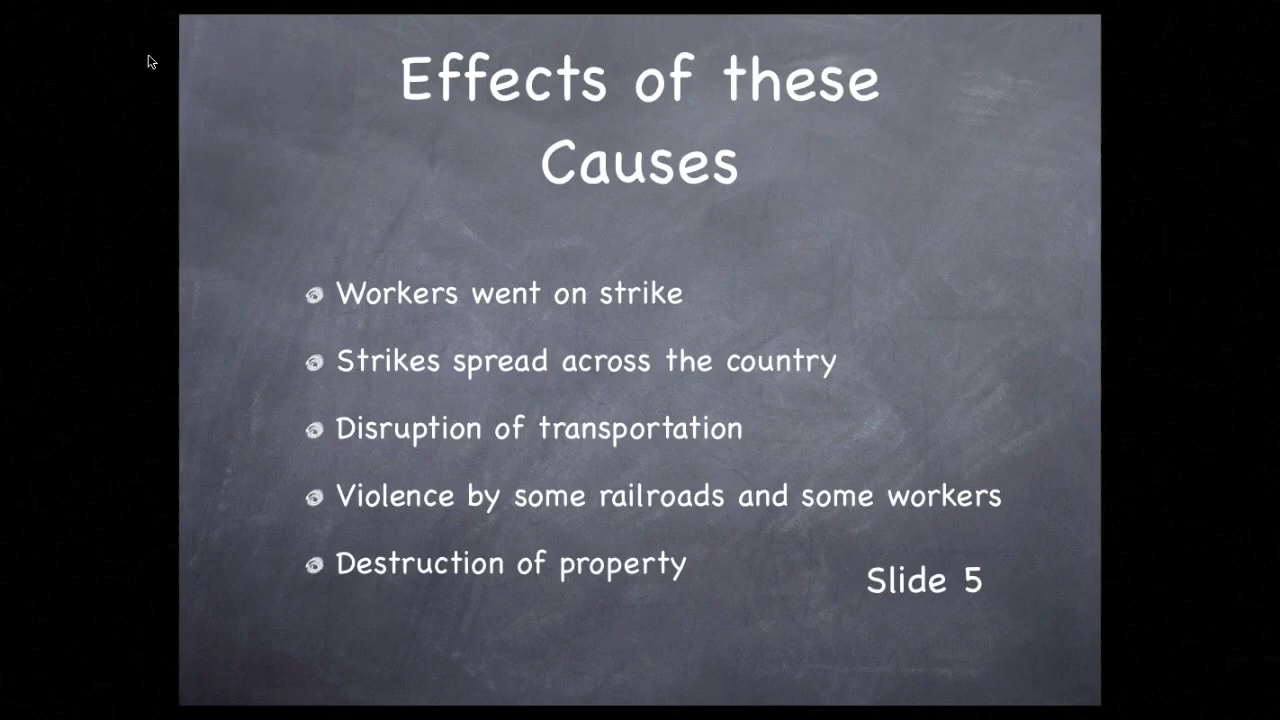 Effects of these
Causes
Workers went on strike
Strikes spread across the country
Disruption of transportation
Violence by some railroads and some workers
Destruction of property
Slide 5